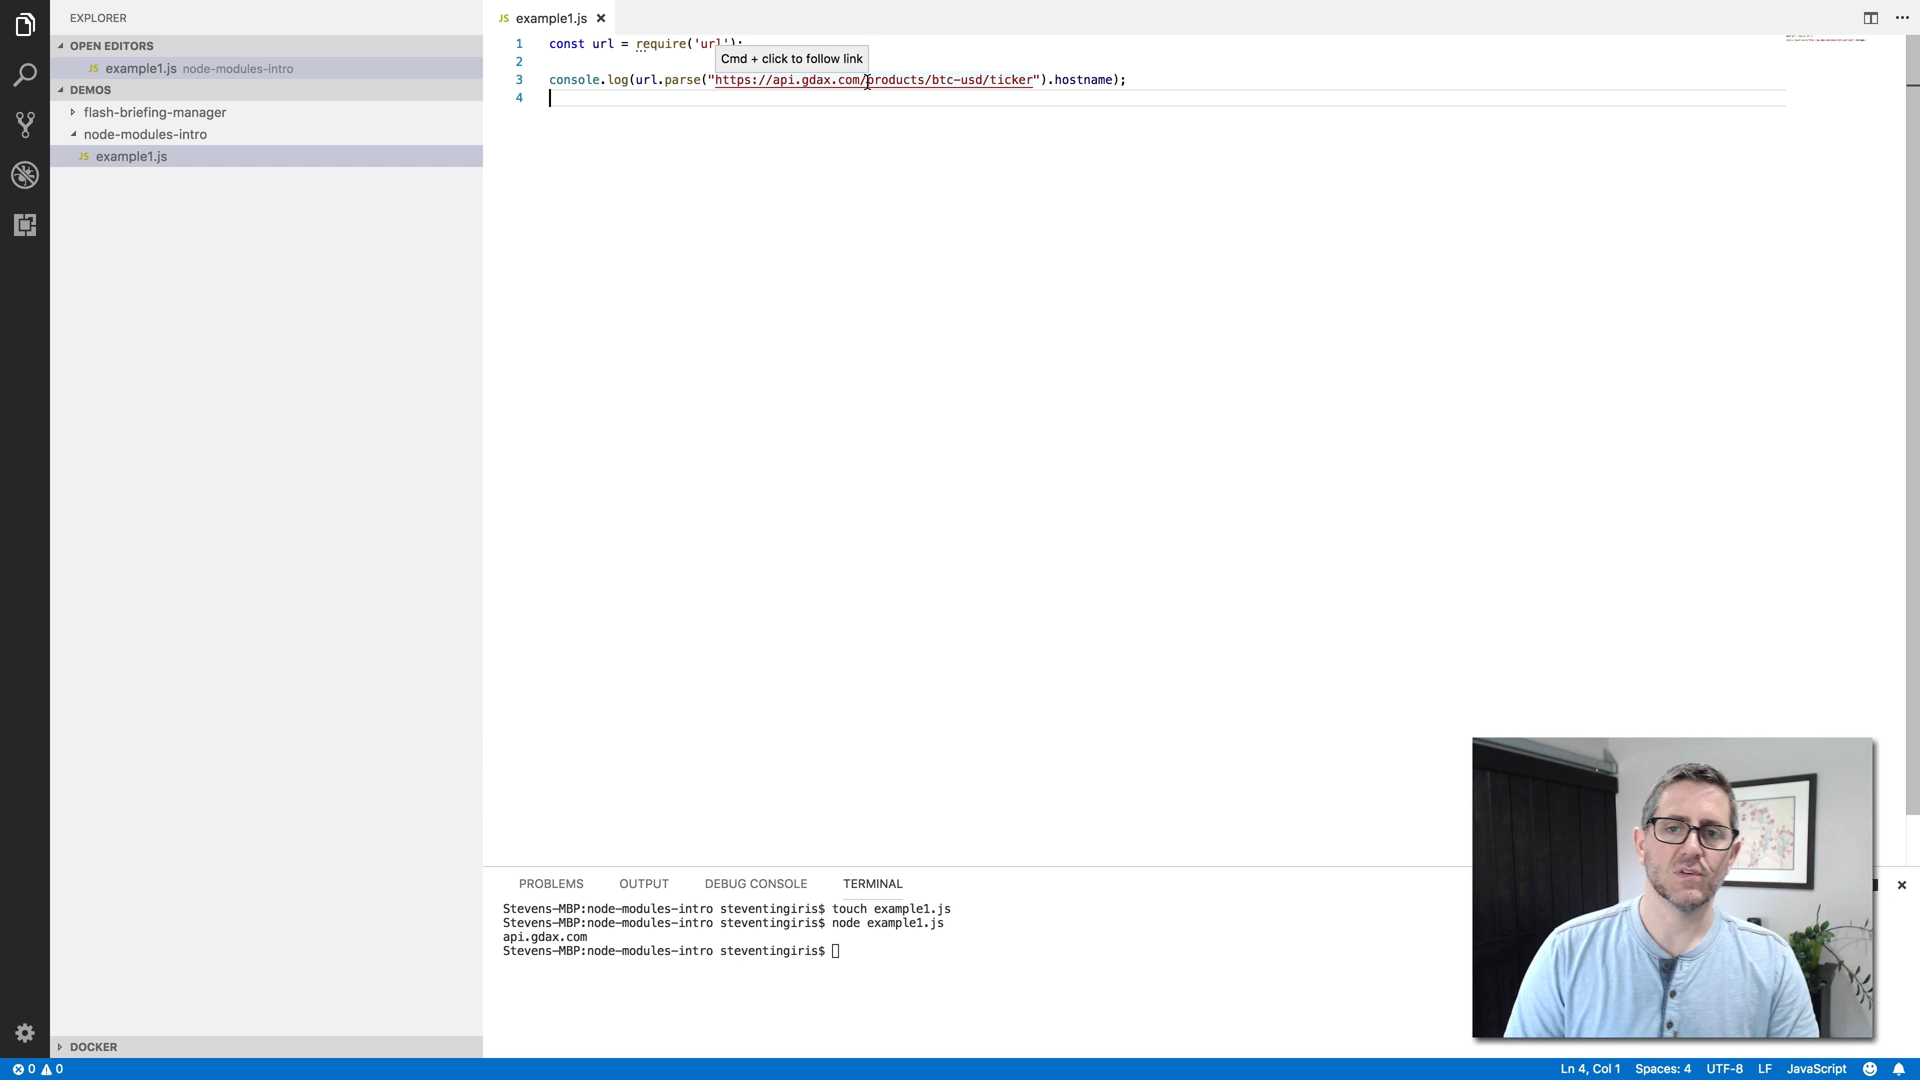 EXPLORER
OPEN EDITORS
JS example1.js node-modules-intro
DEMOS
flash-briefing-manager
node-modules-intro
JS example1.js
DOCKER
JS example1.js
1 const url = require('url');
Cmd + click to follow link
2
3 console.log(url.parse("https://api.gdax.com/products/btc-usd/ticker").hostname);
4
PROBLEMS OUTPUT DEBUG CONSOLE TERMINAL
Stevens-MBP:node-modules-intro steventingiris$ touch example1.js
Stevens-MBP:node-modules-intro steventingiris$ node example1.js
api.gdax.com
Stevens-MBP:node-modules-intro steventingiris$
0 0 Ln 4, Col 1 Spaces: 4 UTF-8 LF JavaScript